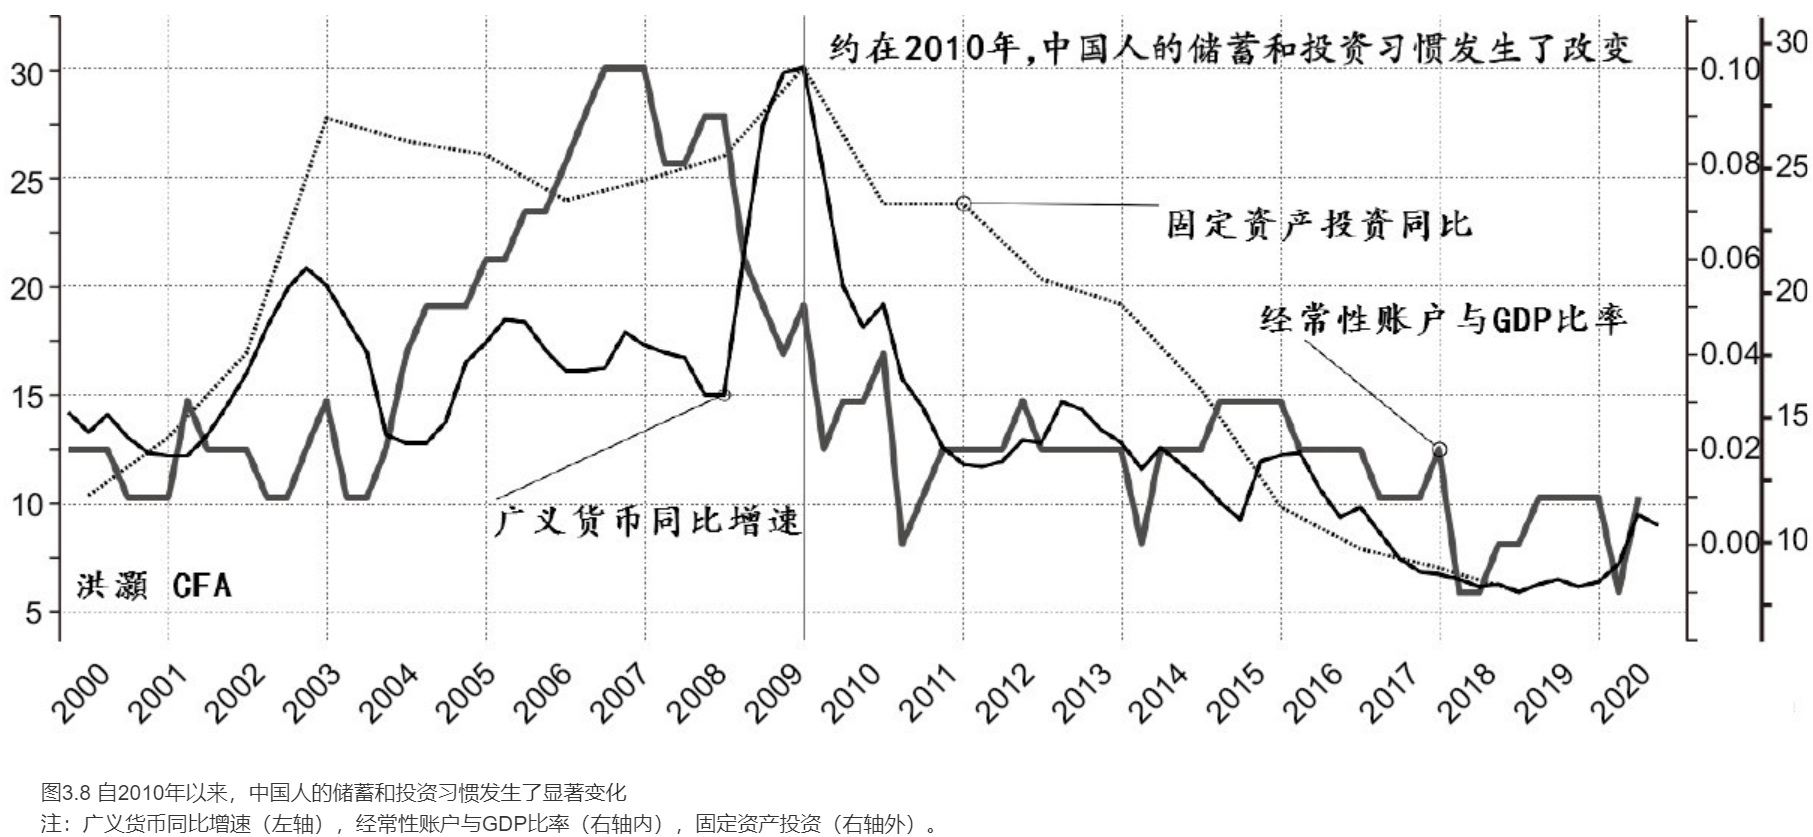 约在2010年,中国人的储蓄和投资习惯发生了改变
30
25
20
15
10
5
0.10
0.08
0.06
0.04
0.02
0.00
30
25
20
15
10
固定资产投资同比
经常性账户与GDP比率
广义货币同比增速
洪灝 CFA
2000 2001 2002 2003 2004 2005 2006 2007 2008 2009 2010 2011 2012 2013 2014 2015 2016 2017 2018 2019 2020
图3.8 自2010年以来，中国人的储蓄和投资习惯发生了显著变化
注：广义货币同比增速（左轴），经常性账户与GDP比率（右轴内），固定资产投资（右轴外）。